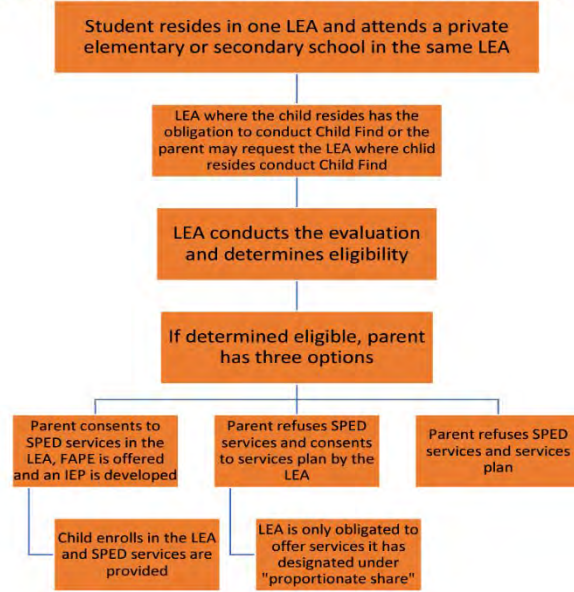 Student resides in one LEA and attends a private
elementary or secondary school in the same LEA
LEA where the child resides has the
obligation to conduct Child Find or the
parent may request the LEA where chlid
resides conduct Child Find
LEA conducts the evaluation
and determines eligibility
If determined eligible, parent
has three options
Parent consents to
SPED services in the
LEA, FAPE is offered
and an IEP is developed
Parent refuses SPED
services and consents
to services plan by the
LEA
Parent refuses SPED
services and services
plan
Child enrolls in the LEA
and SPED services are
provided
LEA is only obligated to
offer services it has
designated under
"proportionate share"